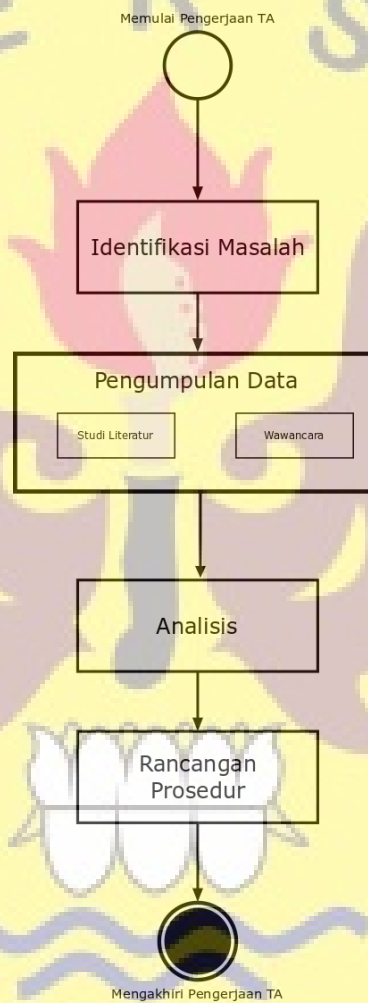 Memulai Pengerjaan TA
Identifikasi Masalah
Pengumpulan Data
Studi Literatur
Wawancara
Analisis
Rancangan
Prosedur
Mengakhiri Pengerjaan TA